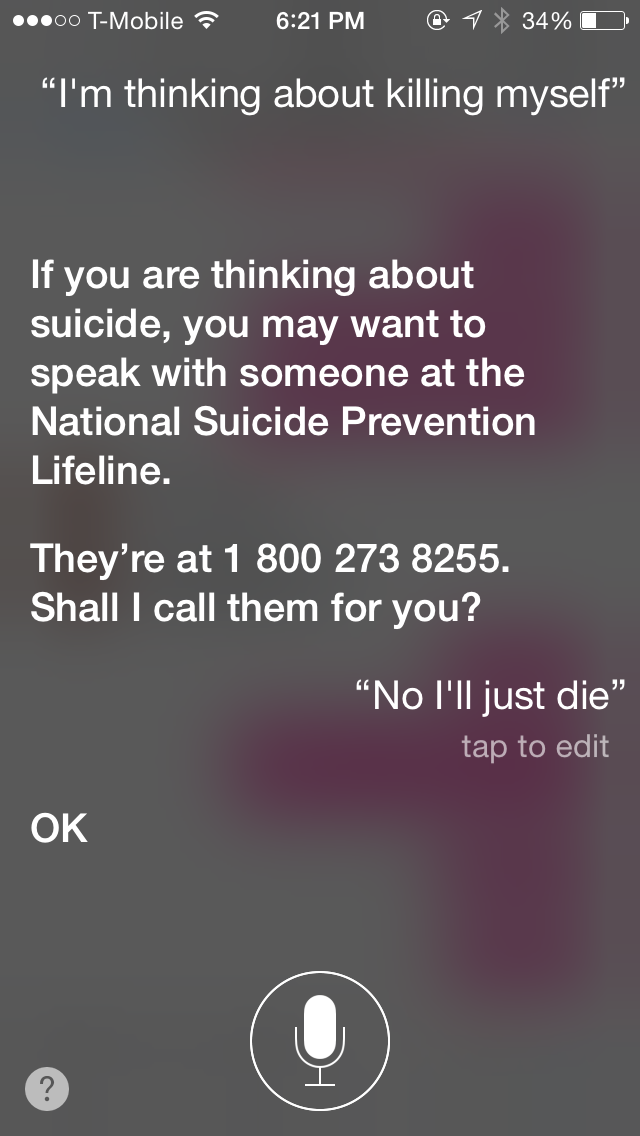 T-Mobile 6:21 PM 34%
“I'm thinking about killing myself”
If you are thinking about
suicide, you may want to
speak with someone at the
National Suicide Prevention
Lifeline.
They’re at 1 800 273 8255.
Shall I call them for you?
“No I'll just die”
tap to edit
OK
?